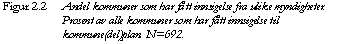 Figur 2.2 Andel kommuner som har fått innsigelse fra ulike myndigheter.
Prosent av alle kommuner som har fått innsigelse til
kommune(del)plan. N=692.